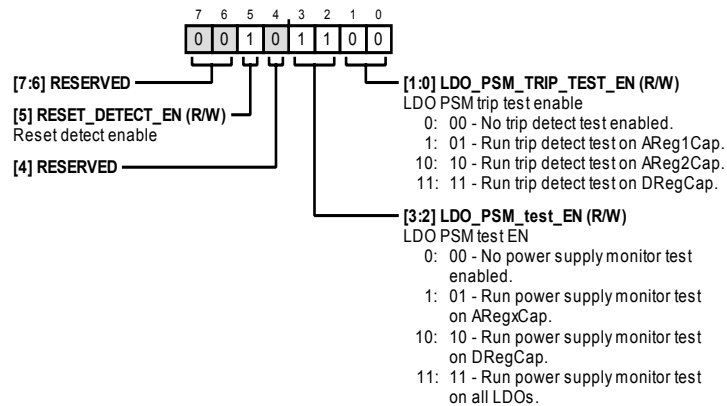 7 6 5 4 3 2 1 0
0 0 1 0 1 1 0 0
[7:6] RESERVED
[5] RESET_DETECT_EN (R/W)
Reset detect enable
[4] RESERVED
[1:0] LDO_PSM_TRIP_TEST_EN (R/W)
LDO PSM trip test enable
0: 00 - No trip detect test enabled.
1: 01 - Run trip detect test on AReg1Cap.
10: 10 - Run trip detect test on AReg2Cap.
11: 11 - Run trip detect test on DRegCap.
[3:2] LDO_PSM_test_EN (R/W)
LDO PSM test EN
0: 00 - No power supply monitor test
enabled.
1: 01 - Run power supply monitor test
on ARegxCap.
10: 10 - Run power supply monitor test
on DRegCap.
11: 11 - Run power supply monitor test
on all LDOs.